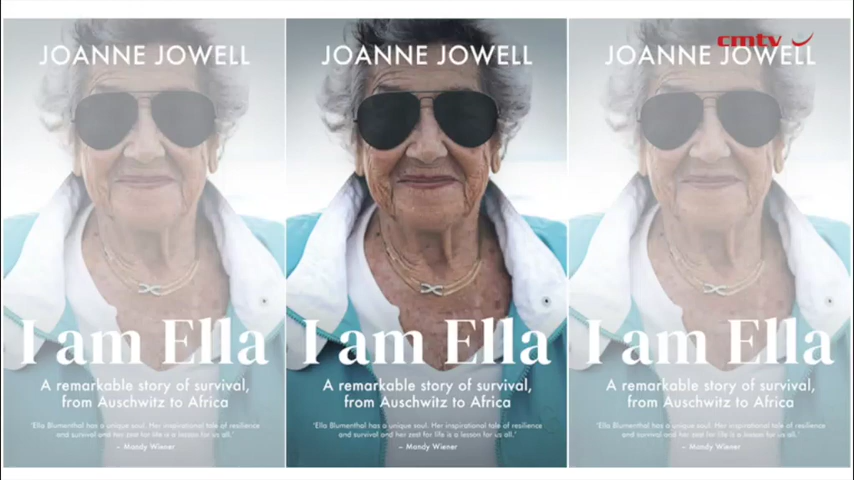 JOANNE JOWELL
I am Ella
A remarkable story of survival,
from Auschwitz to Africa
'Ella Blumenthal has a unique soul. Her inspirational tale of resilience
and survival and her zest for life is a lesson for us all.'
– Mandy Wiener
JOANNE JOWELL
I am Ella
A remarkable story of survival,
from Auschwitz to Africa
'Ella Blumenthal has a unique soul. Her inspirational tale of resilience
and survival and her zest for life is a lesson for us all.'
– Mandy Wiener
cmtv
JOANNE JOWELL
I am Ella
A remarkable story of survival,
from Auschwitz to Africa
'Ella Blumenthal has a unique soul. Her inspirational tale of resilience
and survival and her zest for life is a lesson for us all.'
– Mandy Wiener